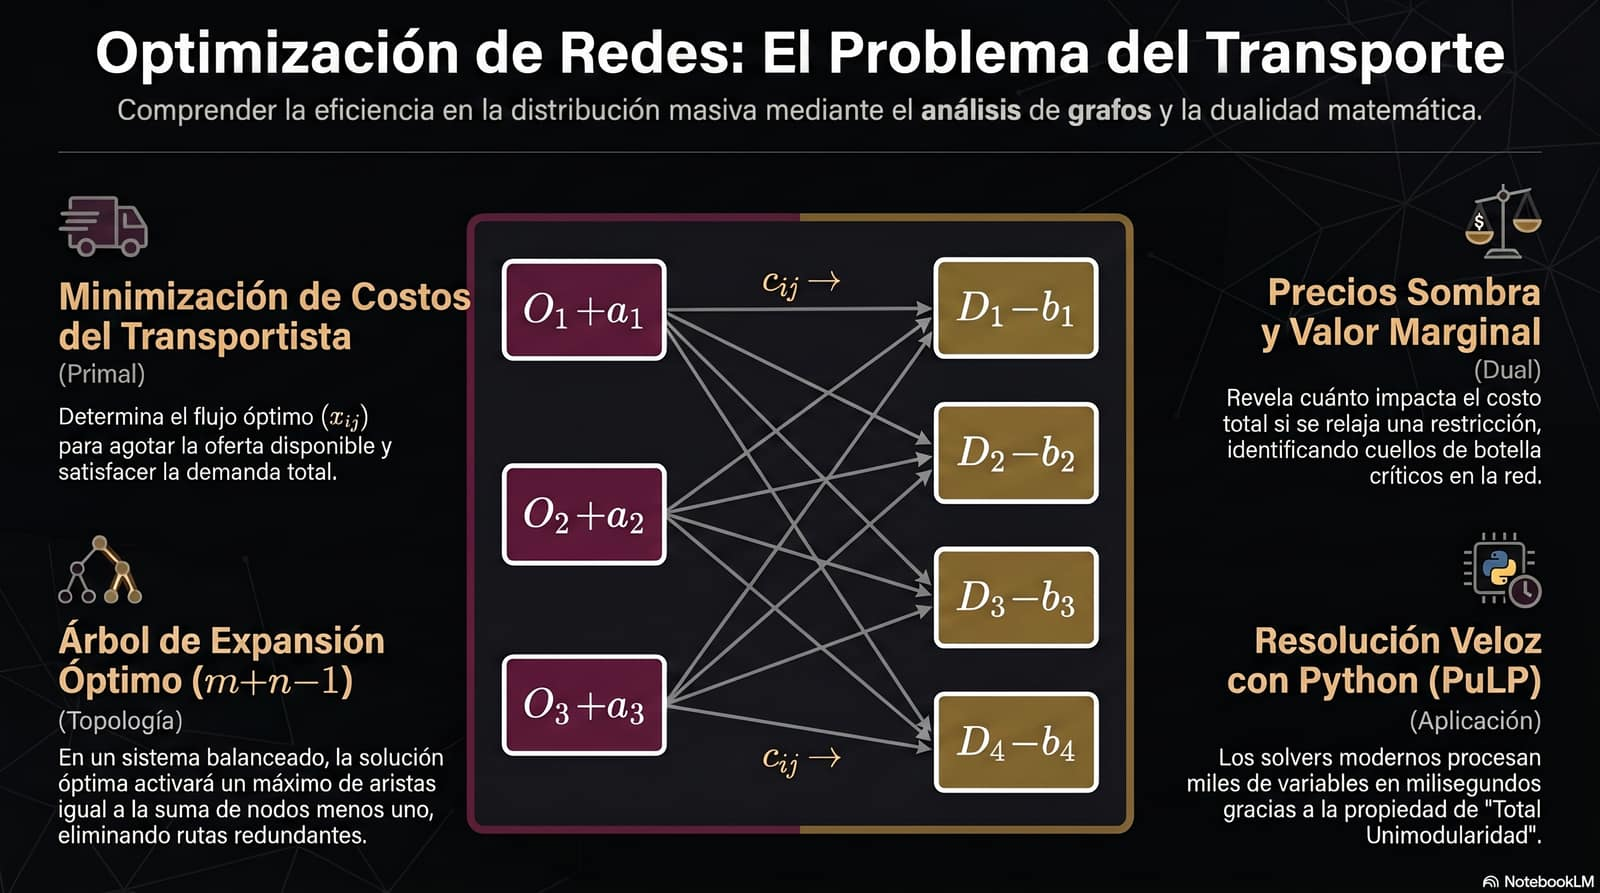 Optimización de Redes: El Problema del Transporte
Comprender la eficiencia en la distribución masiva mediante el análisis de grafos y la dualidad matemática.
Minimización de Costos
del Transportista
(Primal)
Determina el flujo óptimo (x_{ij})
para agotar la oferta disponible y
satisfacer la demanda total.
Árbol de Expansión
Óptimo (m+n−1)
(Topología)
En un sistema balanceado, la solución
óptima activará un máximo de aristas
igual a la suma de nodos menos uno,
eliminando rutas redundantes.
c_{ij} →
O₁+a₁
O₂+a₂
O₃+a₃
D₁−b₁
D₂−b₂
D₃−b₃
D₄−b₄
c_{ij} →
$
Precios Sombra
y Valor Marginal
(Dual)
Revela cuánto impacta el costo
total si se relaja una restricción,
identificando cuellos de botella
críticos en la red.
Resolución Veloz
con Python (PuLP)
(Aplicación)
Los solvers modernos procesan
miles de variables en milisegundos
gracias a la propiedad de "Total
Unimodularidad".
NotebookLM